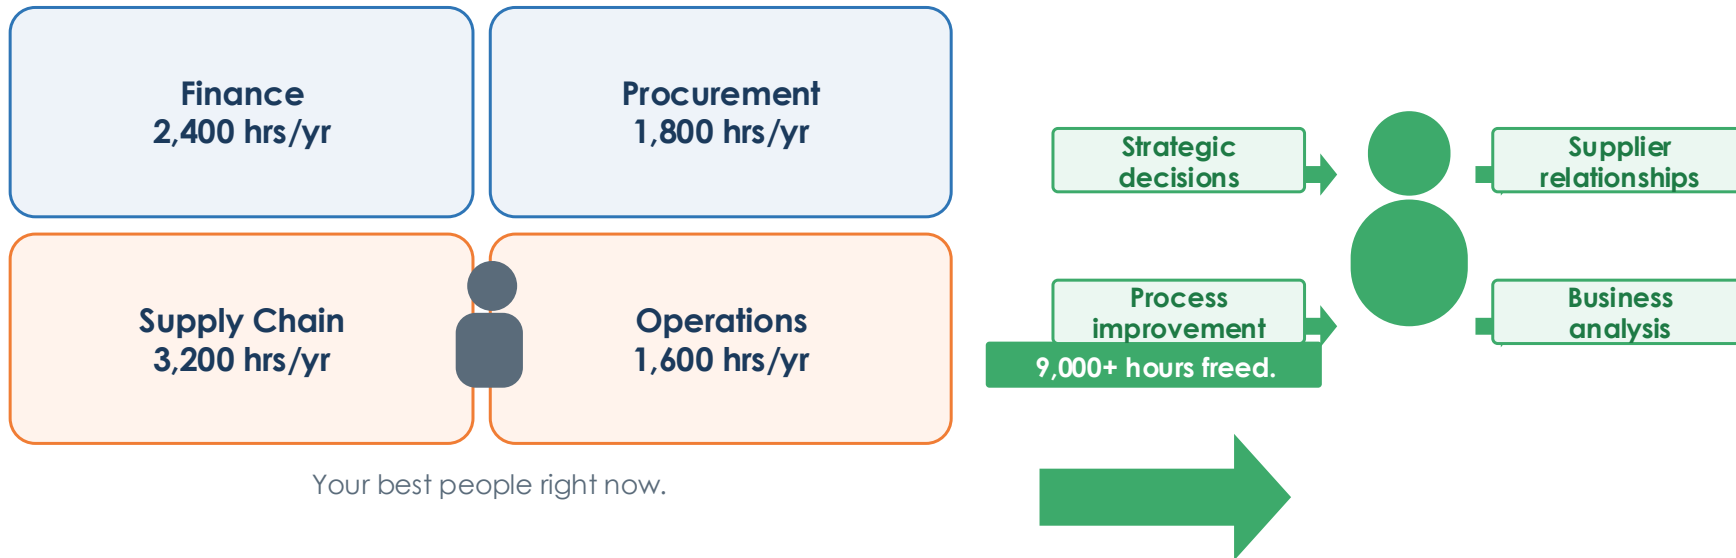 Finance
2,400 hrs/yr
Procurement
1,800 hrs/yr
Supply Chain
3,200 hrs/yr
Operations
1,600 hrs/yr
Your best people right now.
Strategic
decisions
Supplier
relationships
Process
improvement
Business
analysis
9,000+ hours freed.